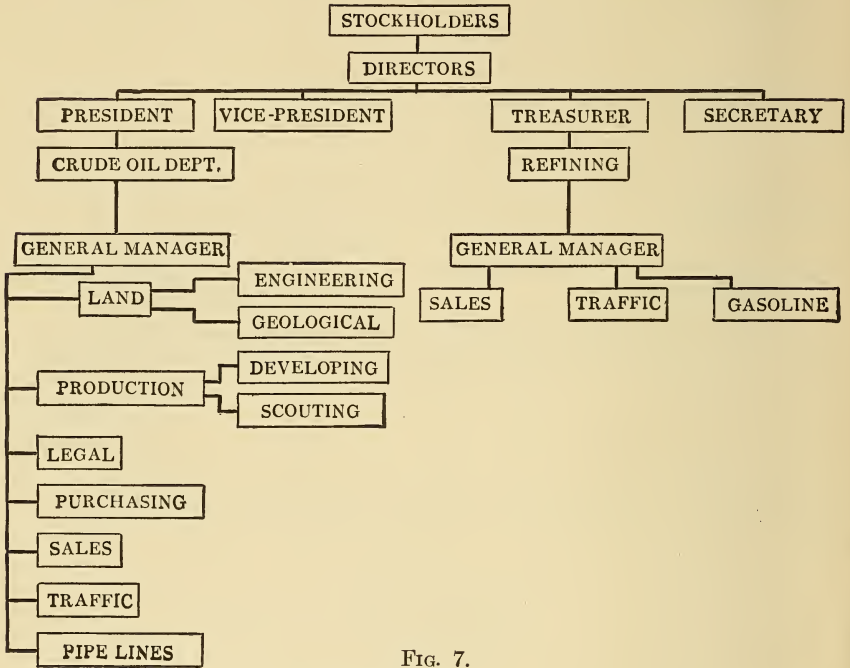 STOCKHOLDERS
DIRECTORS
PRESIDENT
VICE-PRESIDENT
TREASURER
SECRETARY
CRUDE OIL DEPT.
REFINING
GENERAL MANAGER
GENERAL MANAGER
LAND
ENGINEERING
GEOLOGICAL
SALES
TRAFFIC
GASOLINE
PRODUCTION
DEVELOPING
SCOUTING
LEGAL
PURCHASING
SALES
TRAFFIC
PIPE LINES
FIG. 7.